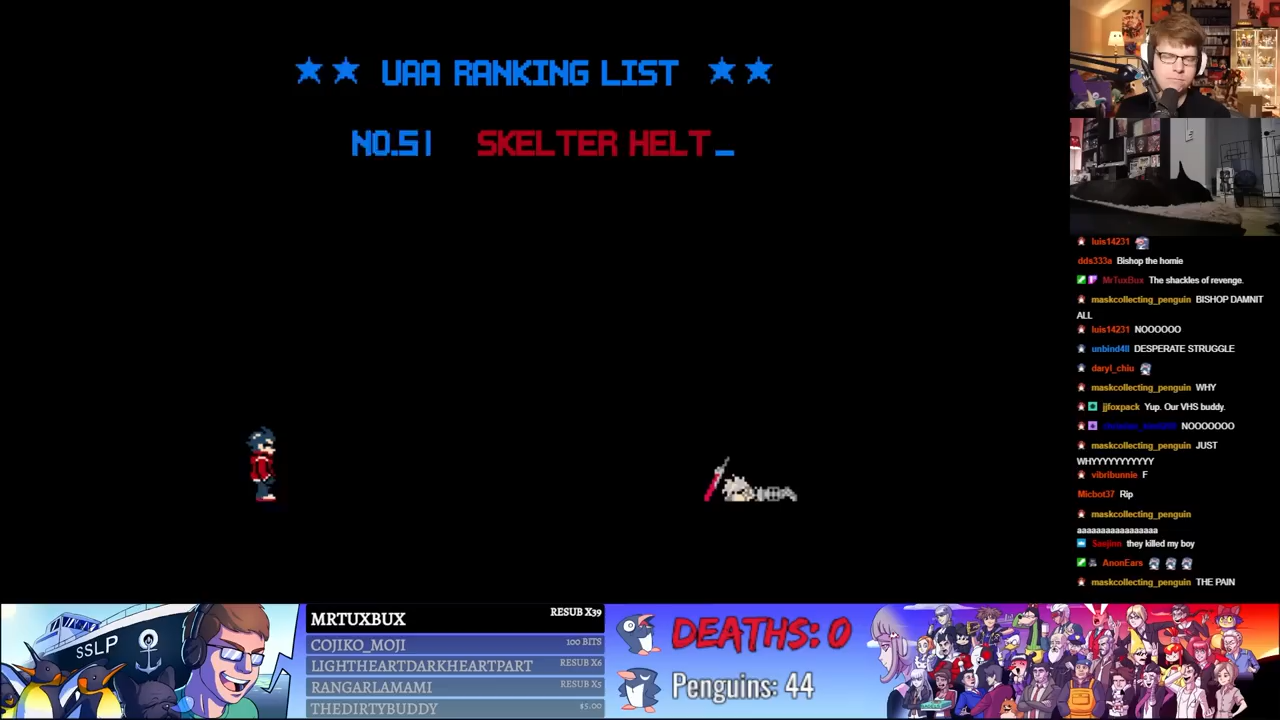 ★★ UAA RANKING LIST ★★
NO.51 SKELTER HELT_
luis14231
dds333a Bishop the homie
MrTuxBux The shackles of revenge.
maskcollecting_penguin BISHOP DAMNIT
ALL
luis14231 NOOOOOO
unbind4ll DESPERATE STRUGGLE
daryl_chiu
maskcollecting_penguin WHY
jjfoxpack Yup. Our VHS buddy.
NOOOOOOO
maskcollecting_penguin JUST
WHYYYYYYYYYY
vibribunnie F
Micbot37 Rip
maskcollecting_penguin
aaaaaaaaaaaaaaaaa
they killed my boy
AnonEars
maskcollecting_penguin THE PAIN
SSLP
MRTUXBUX RESUB X39
COJIKO_MOJI 100 BITS
LIGHTHEARTDARKHEARTPART RESUB X6
RANGARLAMAMI RESUB X5
THEDIRTYBUDDY $5.00
DEATHS: 0
Penguins: 44